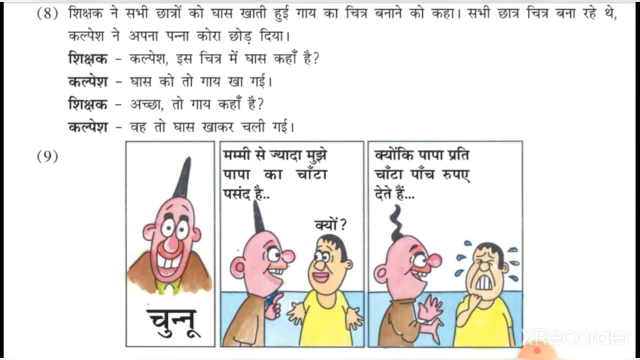 (8) शिक्षक ने सभी छात्रों को घास खाती हुई गाय का चित्र बनाने को कहा। सभी छात्र चित्र बना रहे थे,
कल्पेश ने अपना पन्ना कोरा छोड़ दिया।
शिक्षक – कल्पेश, इस चित्र में घास कहाँ है?
कल्पेश – घास को तो गाय खा गई।
शिक्षक – अच्छा, तो गाय कहाँ है?
कल्पेश – वह तो घास खाकर चली गई।
(9)
चुन्नू
मम्मी से ज्यादा मुझे
पापा का चाँटा
पसंद है..
क्यों?
क्योंकि पापा प्रति
चाँटा पाँच रुपए
देते हैं...
XRecorder